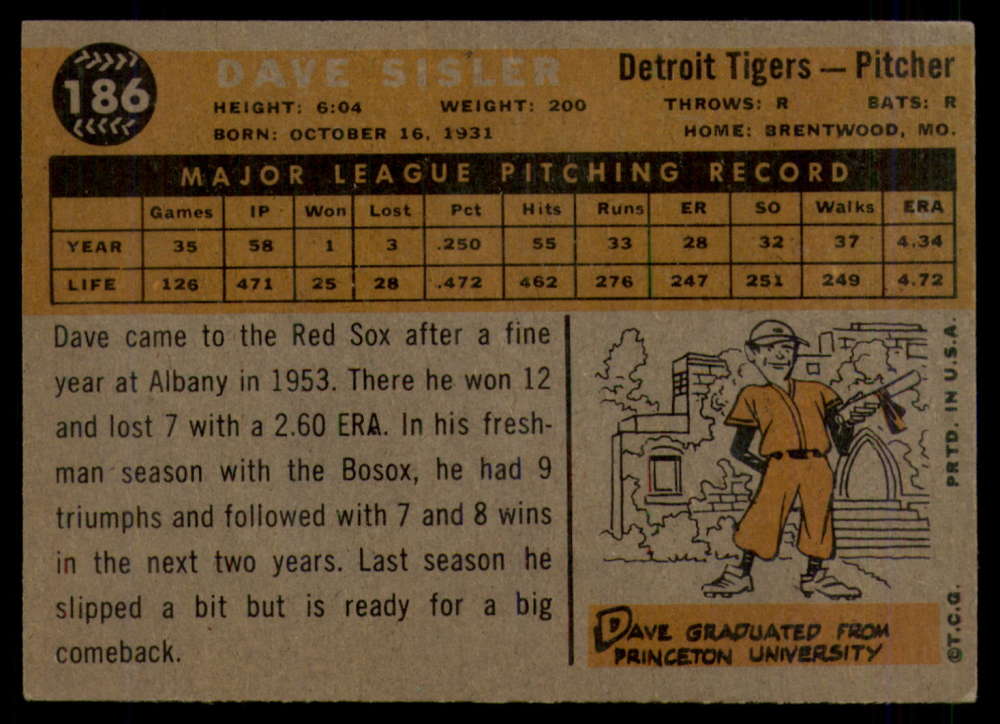 186
DAVE SISLER
Detroit Tigers — Pitcher
HEIGHT: 6:04 WEIGHT: 200 THROWS: R BATS: R
BORN: OCTOBER 16, 1931 HOME: BRENTWOOD, MO.
MAJOR LEAGUE PITCHING RECORD
Games IP Won Lost Pct Hits Runs ER SO Walks ERA
YEAR 35 58 1 3 .250 55 33 28 32 37 4.34
LIFE 126 471 25 28 .472 462 276 247 251 249 4.72
Dave came to the Red Sox after a fine
year at Albany in 1953. There he won 12
and lost 7 with a 2.60 ERA. In his fresh-
man season with the Bosox, he had 9
triumphs and followed with 7 and 8 wins
in the next two years. Last season he
slipped a bit but is ready for a big
comeback.
DAVE GRADUATED FROM
PRINCETON UNIVERSITY
©T.C.G. PRTD. IN U.S.A.